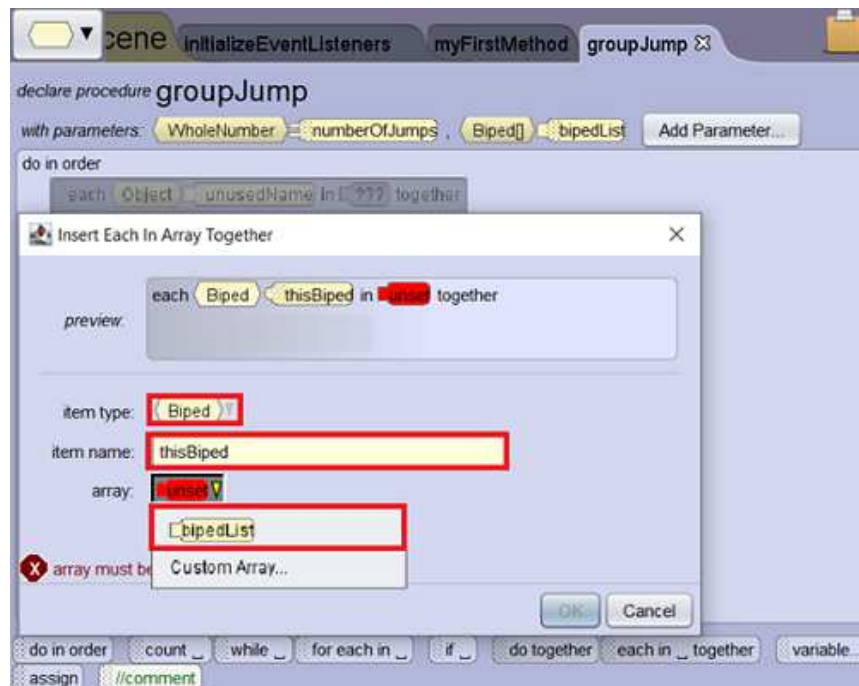 cene initializeEventListeners myFirstMethod groupJump
declare procedure groupJump
with parameters: WholeNumber numberOfJumps , Biped[] bipedList Add Parameter...
do in order
each Object unusedName in ??? together
Insert Each In Array Together
each Biped thisBiped in unset together
preview:
item type: Biped
item name: thisBiped
array: unset
bipedList
array must be
Custom Array...
OK Cancel
do in order count _ while _ for each in _ if _ do together each in _ together variable...
assign //comment